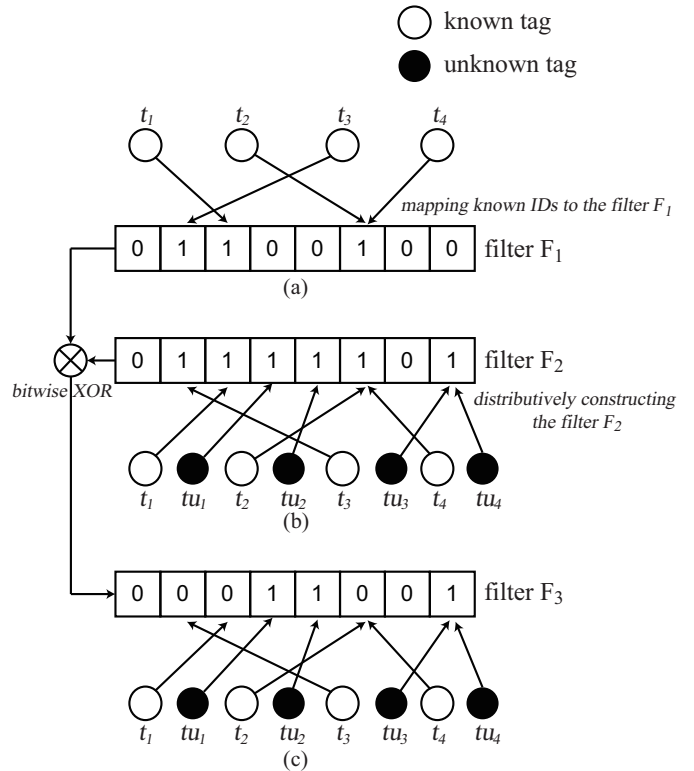 known tag
unknown tag
t1 t2 t3 t4
mapping known IDs to the filter F1
0 1 1 0 0 1 0 0 filter F1
(a)
0 1 1 1 1 1 0 1 filter F2
bitwise XOR
distributively constructing
the filter F2
t1 tu1 t2 tu2 t3 tu3 t4 tu4
(b)
0 0 0 1 1 0 0 1 filter F3
t1 tu1 t2 tu2 t3 tu3 t4 tu4
(c)